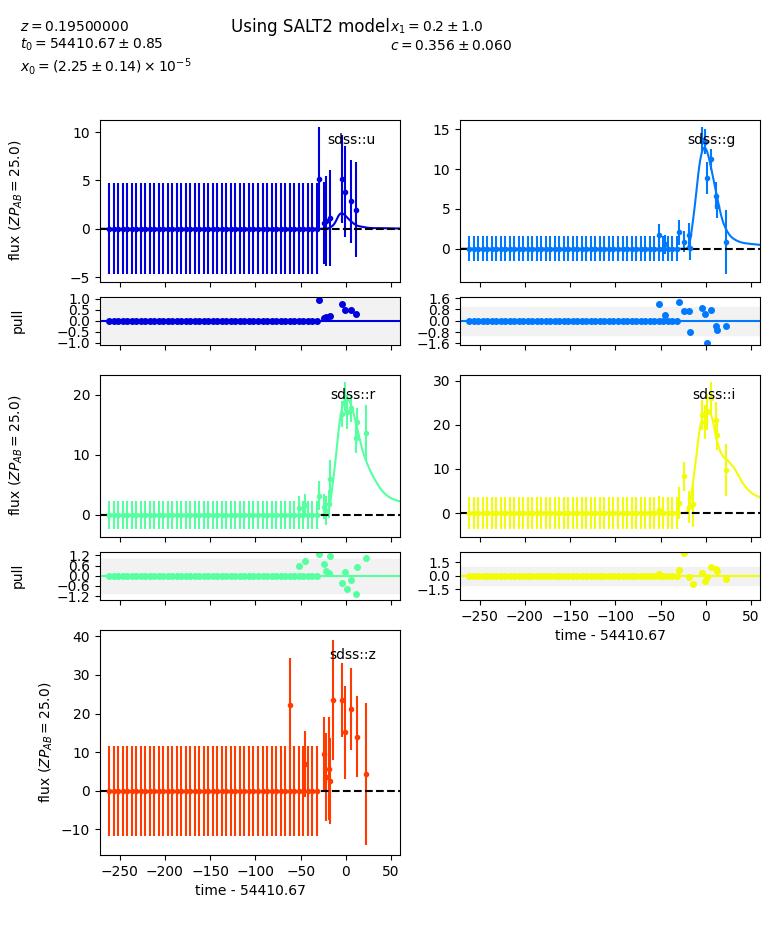 Using SALT2 model
z = 0.19500000
t₀ = 54410.67 ± 0.85
x₀ = (2.25 ± 0.14) × 10⁻⁵
x₁ = 0.2 ± 1.0
c = 0.356 ± 0.060
sdss::u
flux (ZP_AB = 25.0)
10
5
0
−5
sdss::g
15
10
5
0
pull
1.0
0.5
0.0
−0.5
−1.0
1.6
0.8
0.0
−0.8
−1.6
sdss::r
flux (ZP_AB = 25.0)
20
10
0
sdss::i
30
20
10
0
pull
1.2
0.6
0.0
−0.6
−1.2
1.5
0.0
−1.5
−250 −200 −150 −100 −50 0 50
time - 54410.67
sdss::z
flux (ZP_AB = 25.0)
40
30
20
10
0
−10
−250 −200 −150 −100 −50 0 50
time - 54410.67